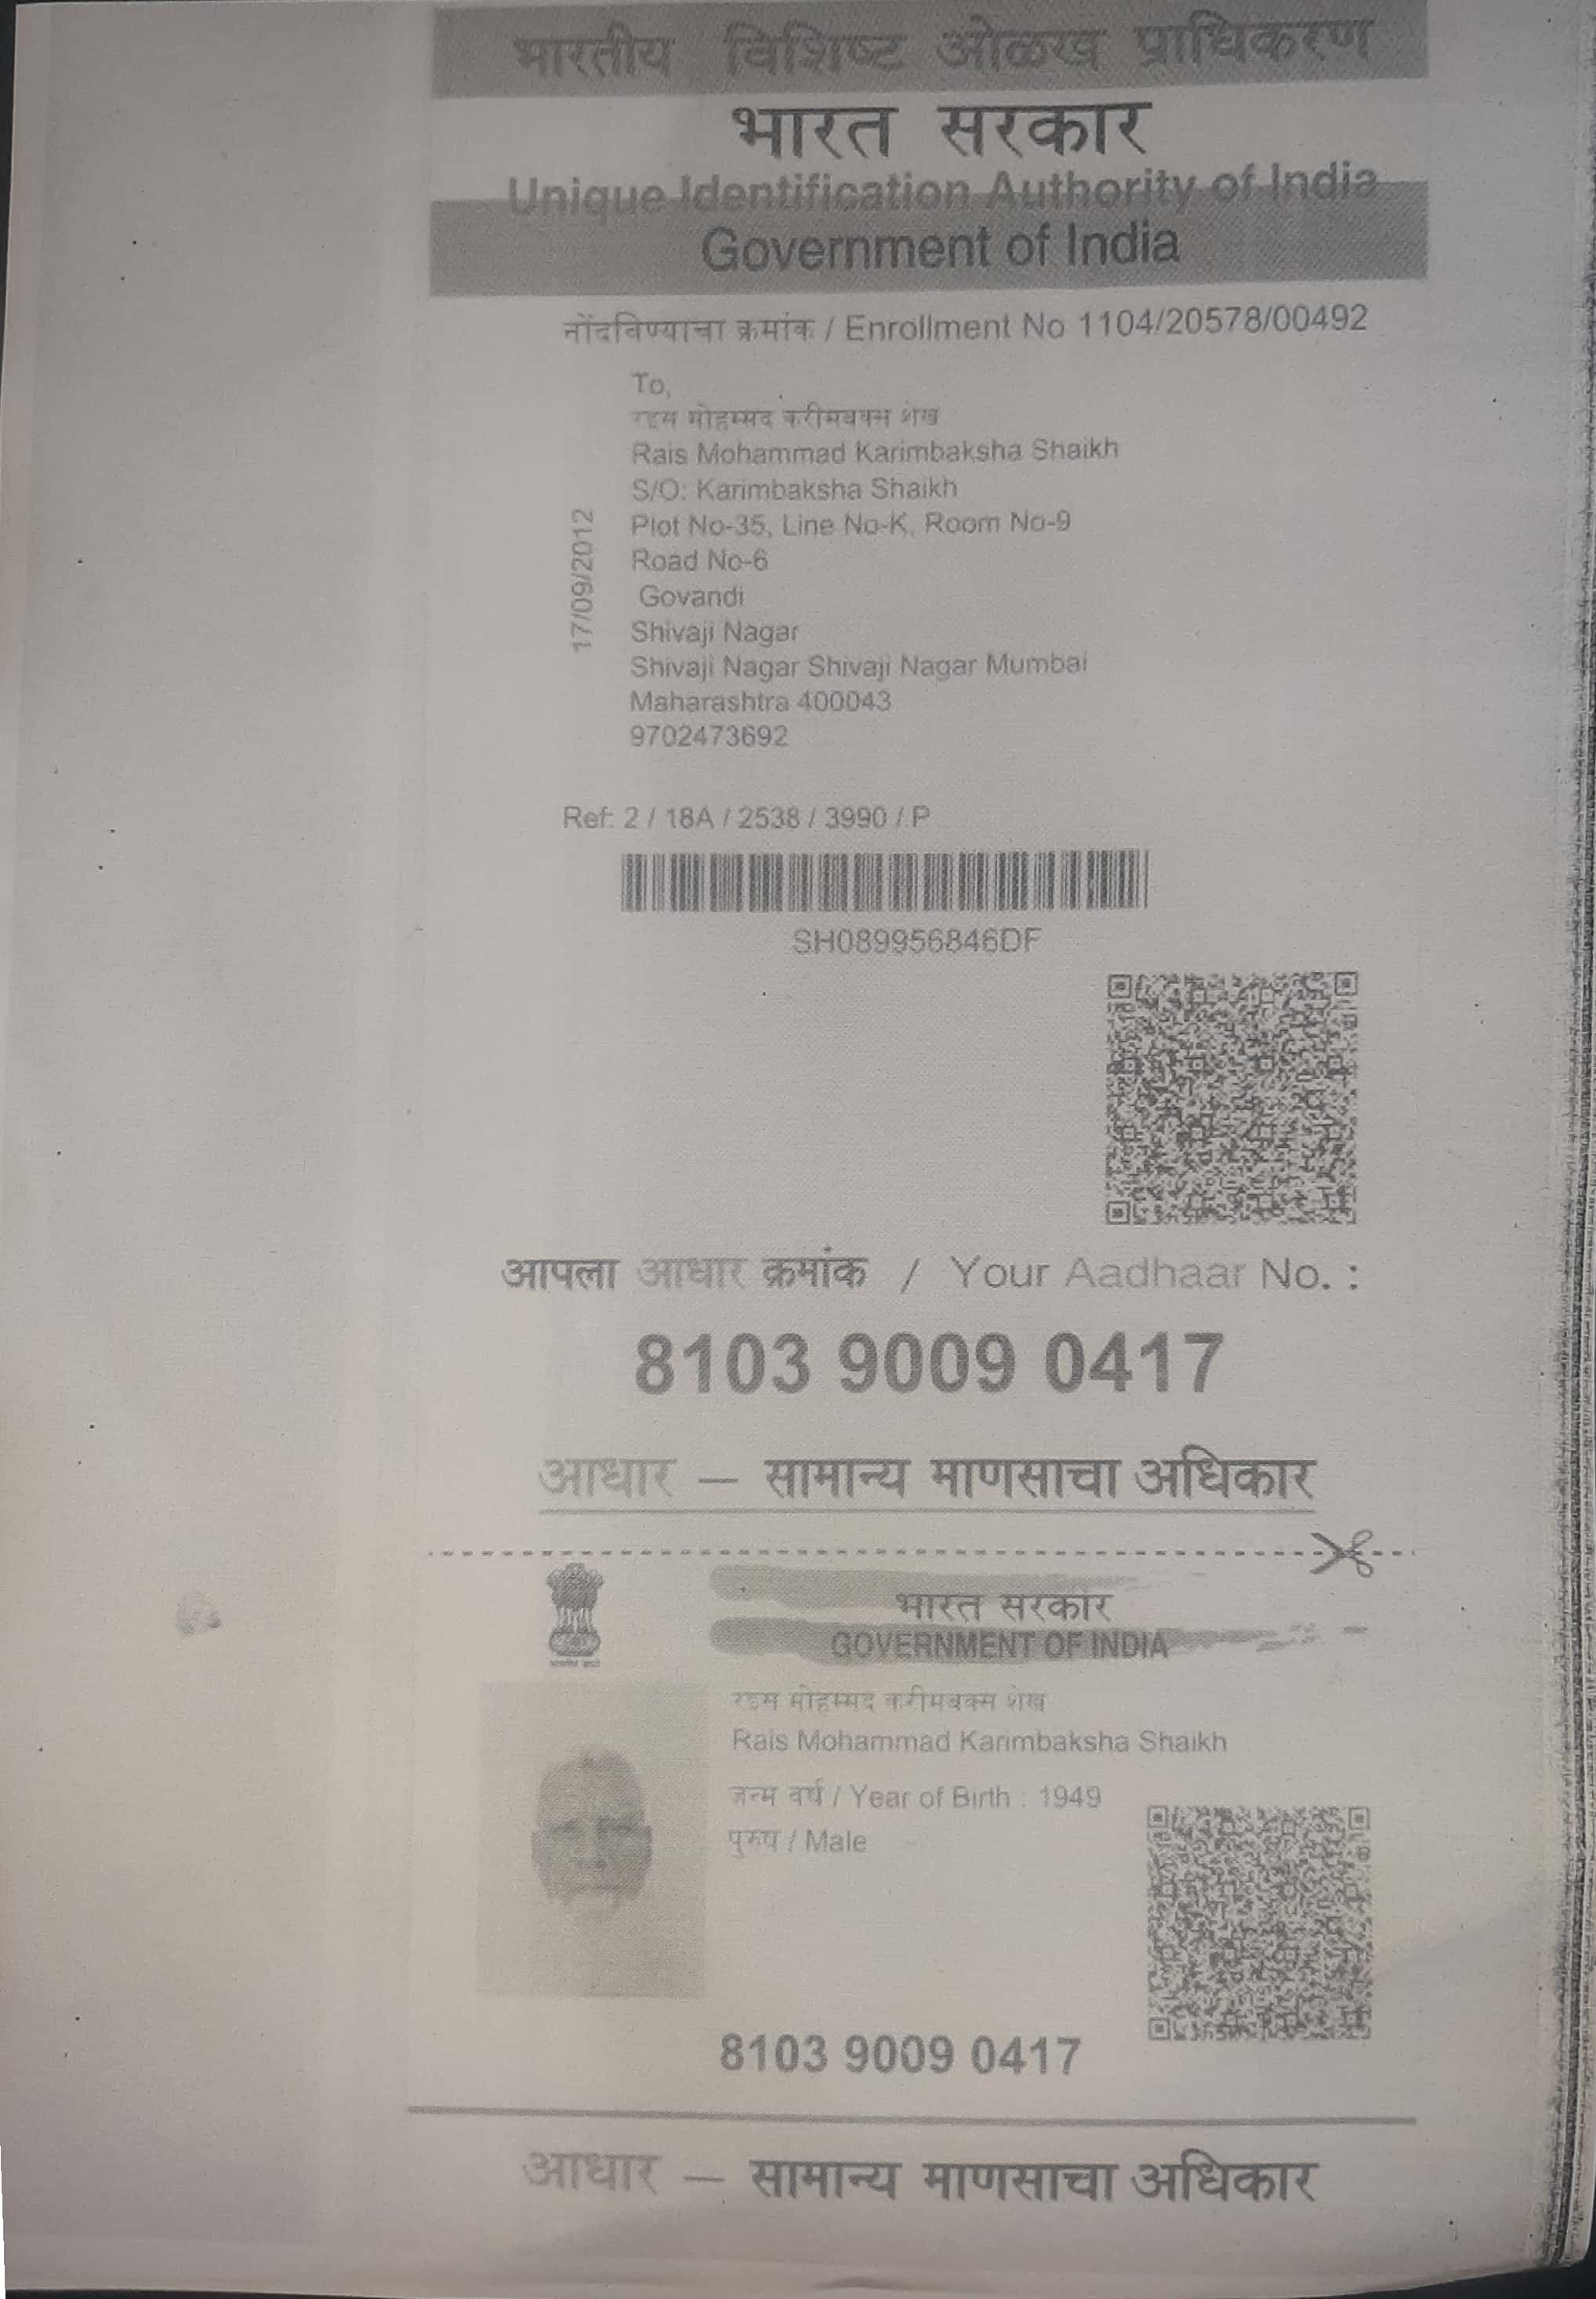 भारतीय विशिष्ट ओळख प्राधिकरण
भारत सरकार
Unique Identification Authority of India
Government of India
नोंदविण्याचा क्रमांक / Enrollment No 1104/20578/00492
To,
रइस मोहम्मद करीमबक्स शेख
Rais Mohammad Karimbaksha Shaikh
S/O: Karimbaksha Shaikh
Plot No-35, Line No-K, Room No-9
Road No-6
Govandi
Shivaji Nagar
Shivaji Nagar Shivaji Nagar Mumbai
Maharashtra 400043
9702473692
17/09/2012
Ref: 2 / 18A / 2538 / 3990 / P
SH089956846DF
आपला आधार क्रमांक / Your Aadhaar No. :
8103 9009 0417
आधार – सामान्य माणसाचा अधिकार
भारत सरकार
GOVERNMENT OF INDIA
रइस मोहम्मद करीमबक्स शेख
Rais Mohammad Karimbaksha Shaikh
जन्म वर्ष / Year of Birth : 1949
पुरुष / Male
8103 9009 0417
आधार – सामान्य माणसाचा अधिकार